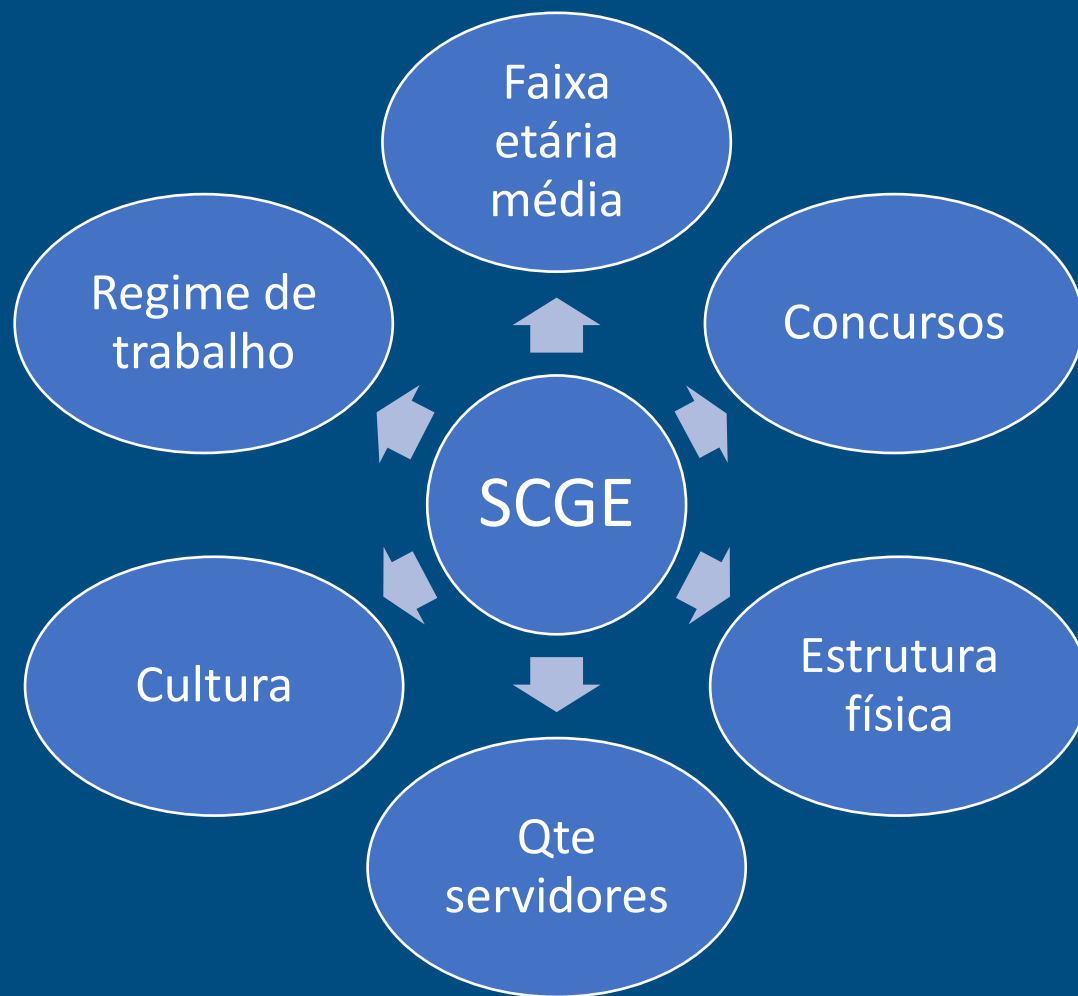 Faixa
etária
média
Regime de
trabalho
Concursos
SCGE
Cultura
Estrutura
física
Qte
servidores